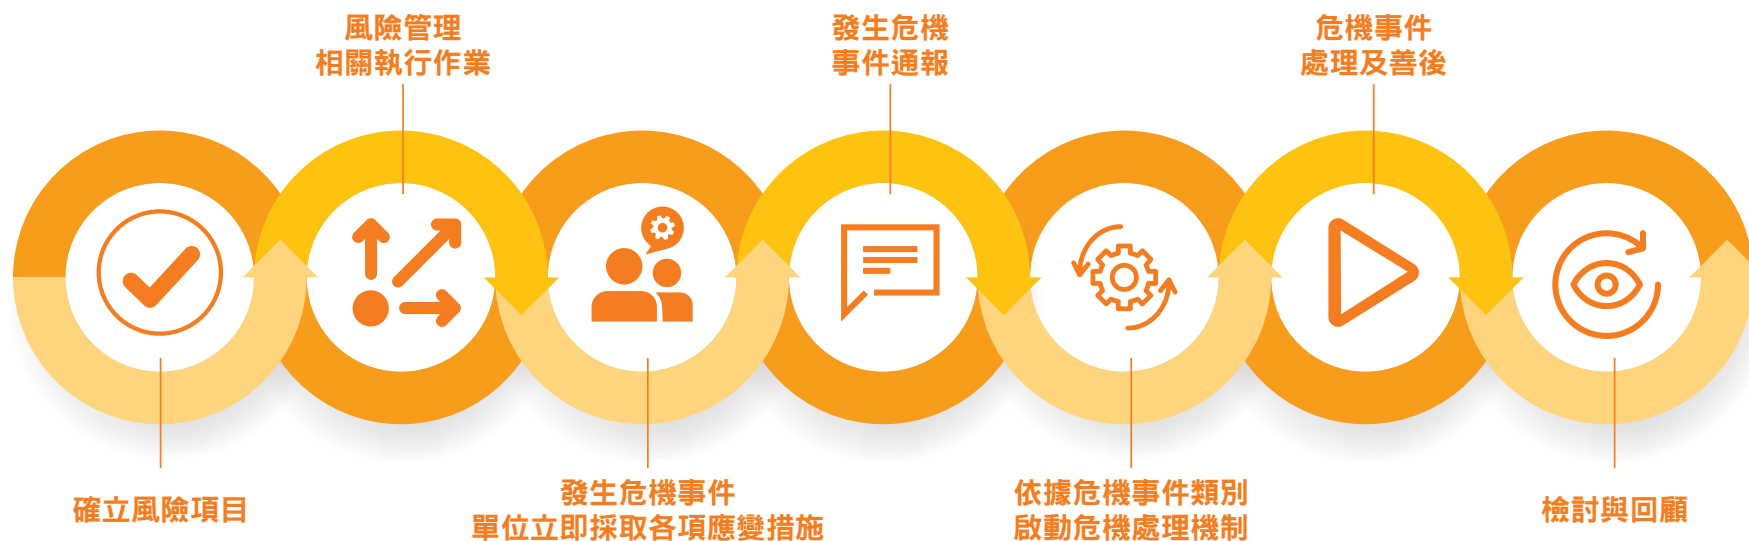 確立風險項目
風險管理
相關執行作業
發生危機事件
單位立即採取各項應變措施
發生危機
事件通報
依據危機事件類別
啟動危機處理機制
危機事件
處理及善後
檢討與回顧